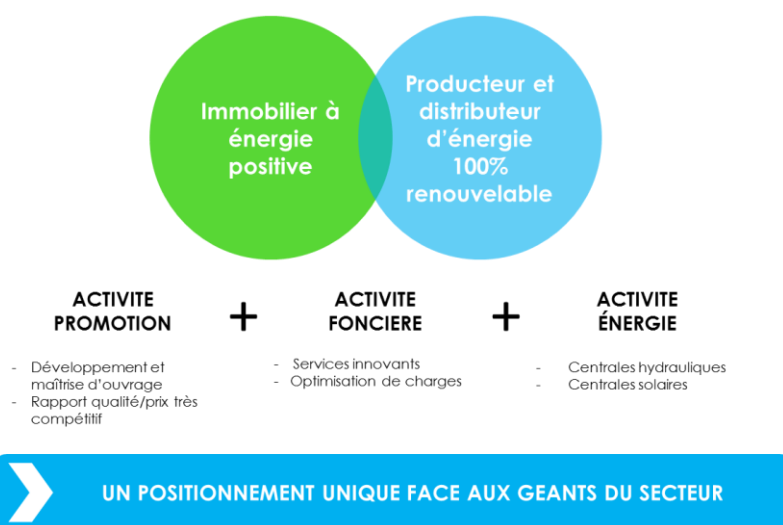 Immobilier à
énergie
positive
Producteur et
distributeur
d'énergie
100%
renouvelable
ACTIVITE
PROMOTION
+
ACTIVITE
FONCIERE
+
ACTIVITE
ÉNERGIE
- Développement et
maîtrise d'ouvrage
- Rapport qualité/prix très
compétitif
- Services innovants
- Optimisation de charges
- Centrales hydrauliques
- Centrales solaires
UN POSITIONNEMENT UNIQUE FACE AUX GEANTS DU SECTEUR